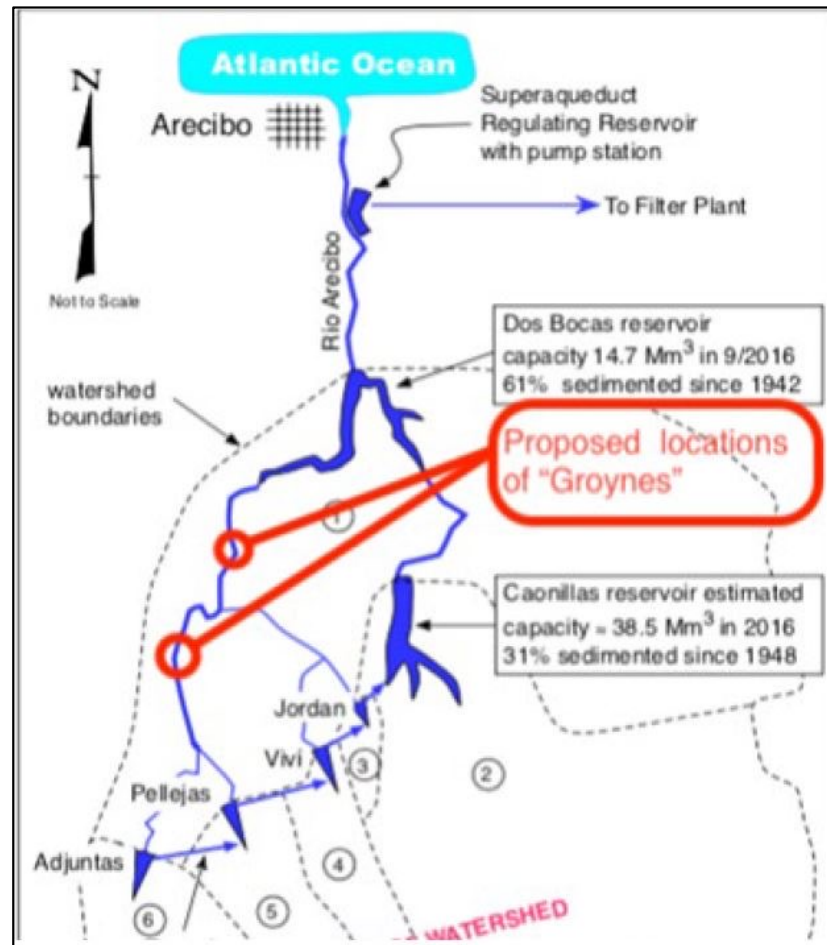 Atlantic Ocean
N
Arecibo
Superaqueduct
Regulating Reservoir
with pump station
To Filter Plant
Not to Scale
Rio Arecibo
Dos Bocas reservoir
capacity 14.7 Mm³ in 9/2016
61% sedimented since 1942
watershed
boundaries
Proposed locations
of “Groynes”
1
Caonillas reservoir estimated
capacity = 38.5 Mm³ in 2016
31% sedimented since 1948
Jordan
Vivi
3
2
Pellejas
Adjuntas
4
5
6
WATERSHED